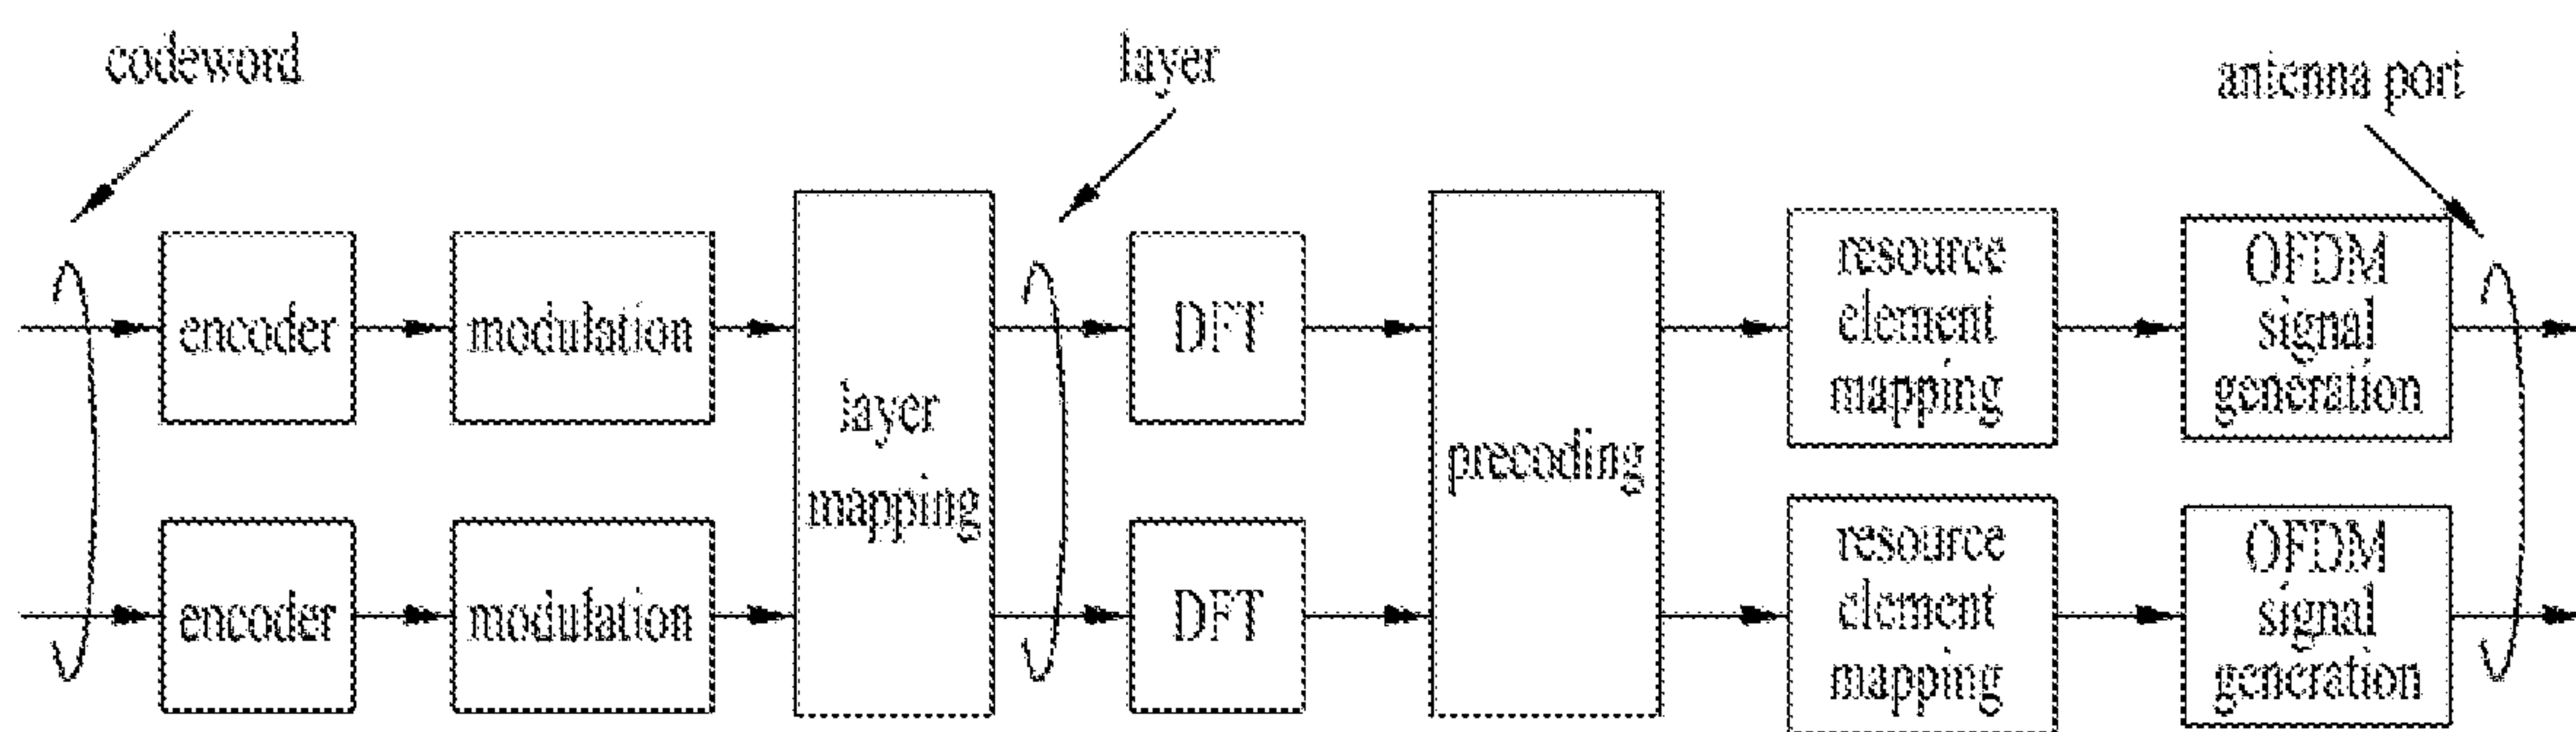 codeword
layer
antenna port
encoder
modulation
layer
mapping
DFT
precoding
resource
element
mapping
OFDM
signal
generation
encoder
modulation
DFT
resource
element
mapping
OFDM
signal
generation